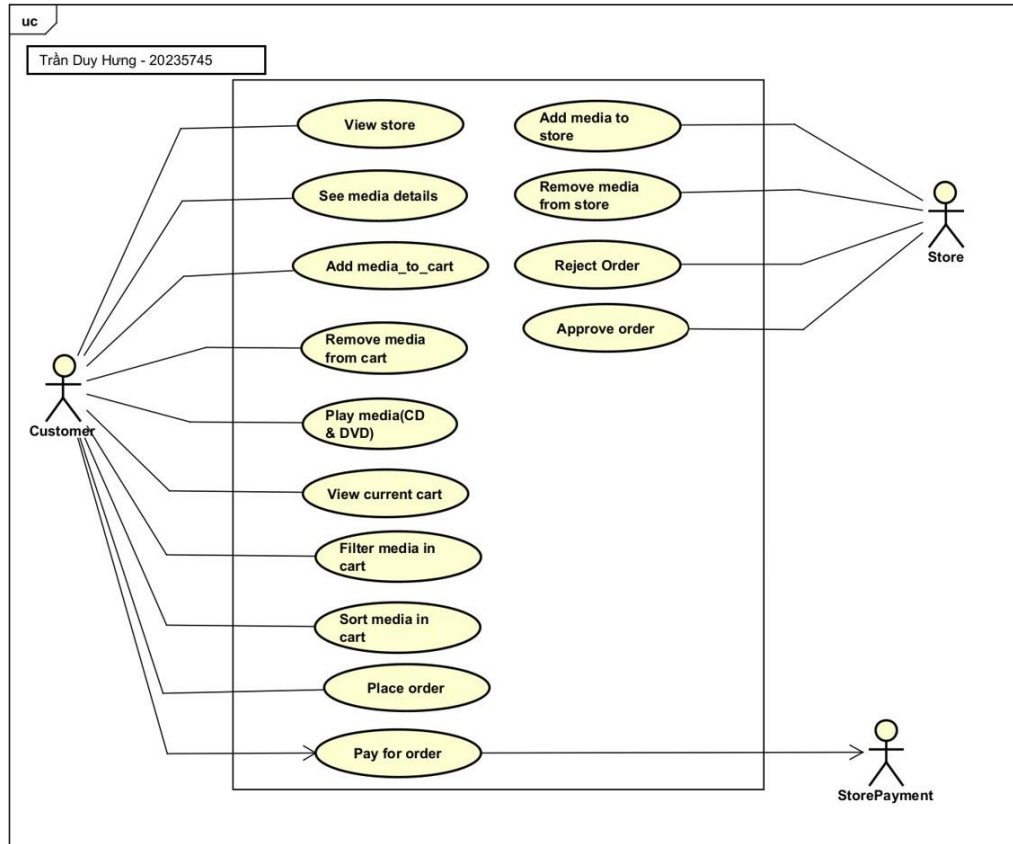 uc
Trần Duy Hưng - 20235745
View store
Add media to
store
See media details
Remove media
from store
Store
Add media_to_cart
Reject Order
Approve order
Remove media
from cart
Customer
Play media(CD
& DVD)
View current cart
Filter media in
cart
Sort media in
cart
Place order
Pay for order
StorePayment